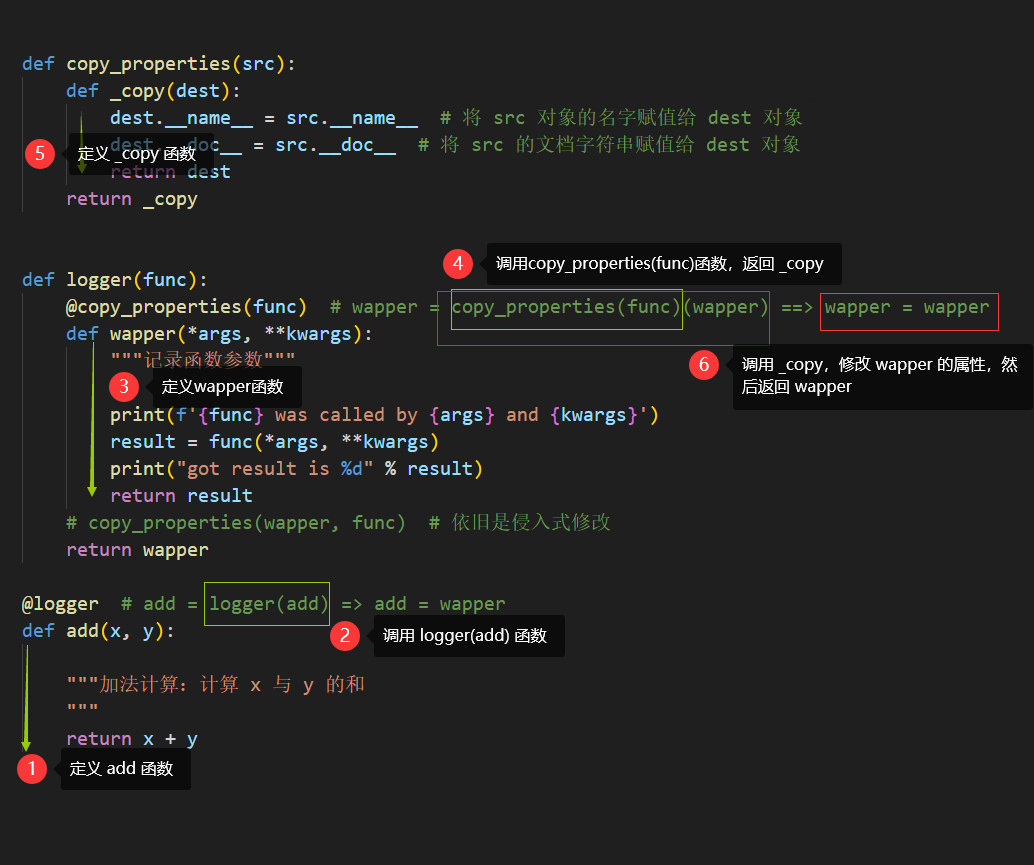 def copy_properties(src):
def _copy(dest):
dest.__name__ = src.__name__  # 将 src 对象的名字赋值给 dest 对象
dest.__doc__ = src.__doc__  # 将 src 的文档字符串赋值给 dest 对象
5 定义 _copy 函数
return dest
return _copy
4 调用copy_properties(func)函数，返回 _copy
def logger(func):
@copy_properties(func)  # wapper = copy_properties(func)(wapper) ==> wapper = wapper
def wapper(*args, **kwargs):
"""记录函数参数"""
6 调用 _copy，修改 wapper 的属性，然
后返回 wapper
3 定义wapper函数
print(f'{func} was called by {args} and {kwargs}')
result = func(*args, **kwargs)
print("got result is %d" % result)
return result
# copy_properties(wapper, func)  # 依旧是侵入式修改
return wapper
@logger  # add = logger(add) => add = wapper
def add(x, y):
2 调用 logger(add) 函数
"""加法计算：计算 x 与 y 的和
"""
return x + y
1 定义 add 函数